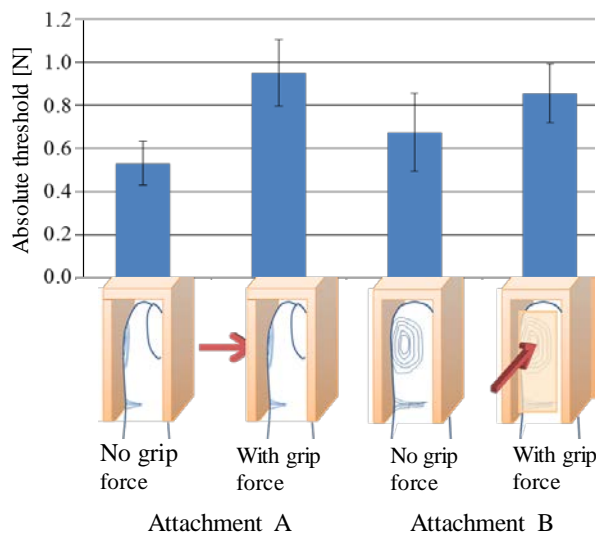 Absolute threshold [N]
1.2
1.0
0.8
0.6
0.4
0.2
0.0
No grip
force
With grip
force
No grip
force
With grip
force
Attachment A
Attachment B